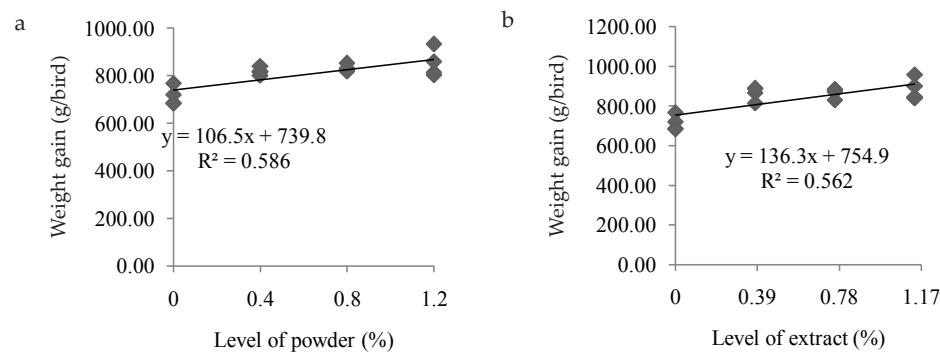 a
1000.00
800.00
600.00
400.00
200.00
0.00
Weight gain (g/bird)
y = 106.5x + 739.8
R² = 0.586
0 0.4 0.8 1.2
Level of powder (%)
b
1200.00
1000.00
800.00
600.00
400.00
200.00
0.00
Weight gain (g/bird)
y = 136.3x + 754.9
R² = 0.562
0 0.39 0.78 1.17
Level of extract (%)